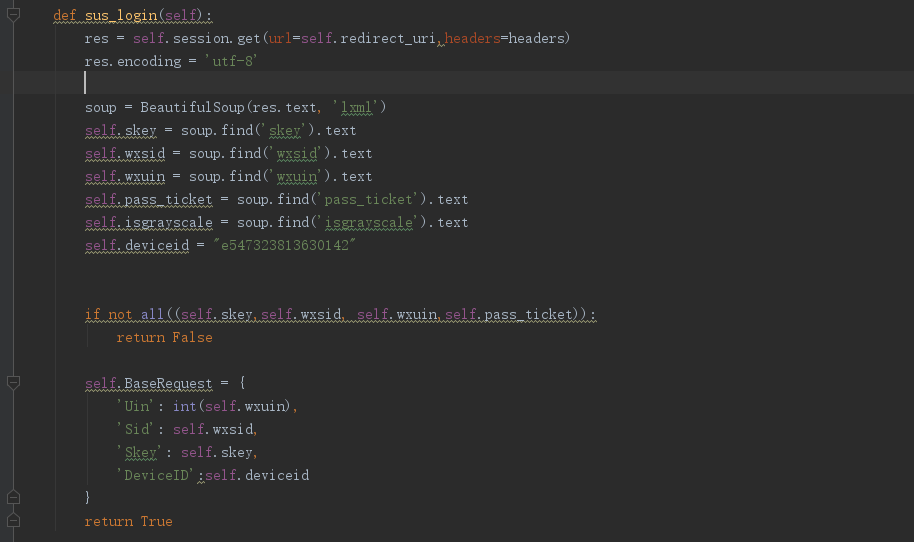 def sus_login(self):
res = self.session.get(url=self.redirect_uri,headers=headers)
res.encoding = 'utf-8'
soup = BeautifulSoup(res.text, 'lxml')
self.skey = soup.find('skey').text
self.wxsid = soup.find('wxsid').text
self.wxuin = soup.find('wxuin').text
self.pass_ticket = soup.find('pass_ticket').text
self.isgrayscale = soup.find('isgrayscale').text
self.deviceid = "e547323813630142"
if not all((self.skey,self.wxsid, self.wxuin,self.pass_ticket)):
return False
self.BaseRequest = {
'Uin': int(self.wxuin),
'Sid': self.wxsid,
'Skey': self.skey,
'DeviceID':self.deviceid
}
return True